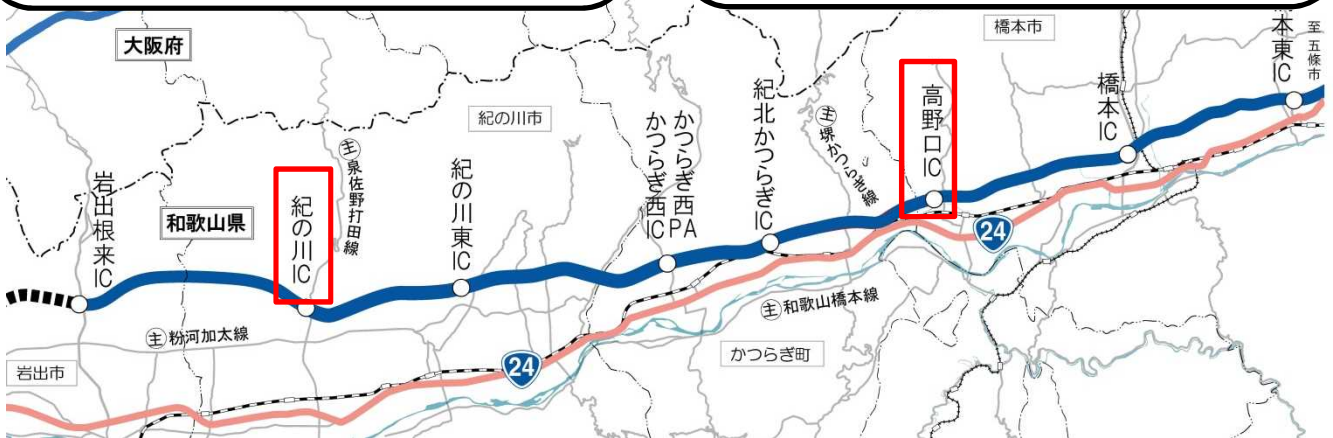 大阪府
橋本市
本東IC
至五條市
橋本IC
高野口IC
主堺かつらぎ線
紀北かつらぎIC
かつらぎ西PA
かつらぎ西IC
紀の川市
主泉佐野打田線
紀の川東IC
紀の川IC
和歌山県
岩出根来IC
24
主和歌山橋本線
主粉河加太線
かつらぎ町
24
岩出市